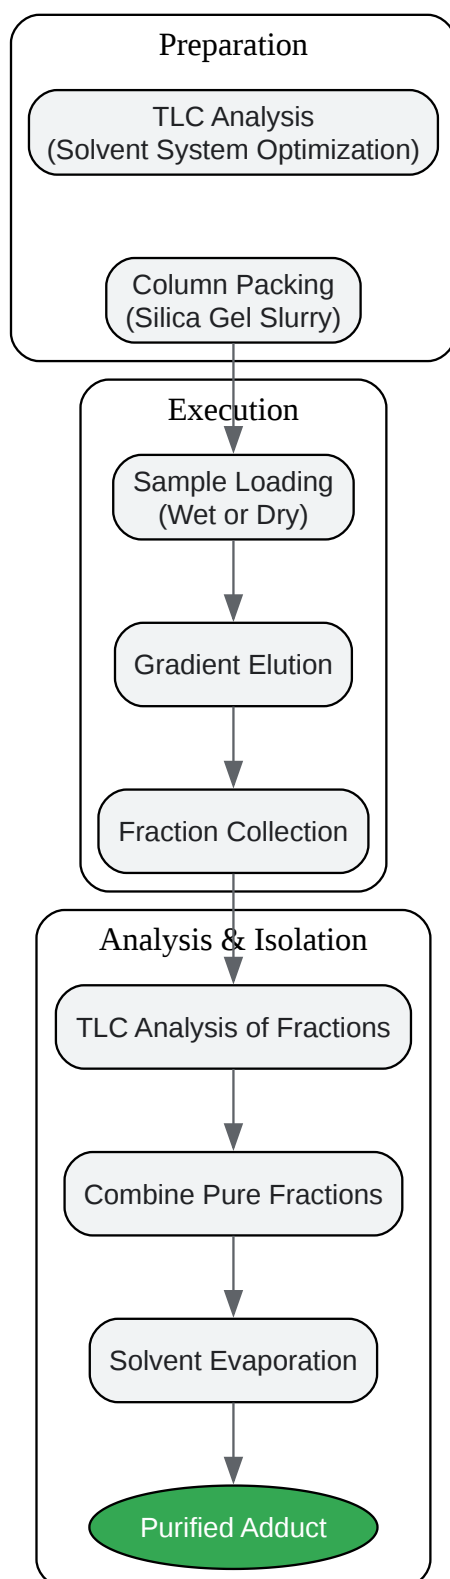 Preparation
TLC Analysis
(Solvent System Optimization)
Column Packing
(Silica Gel Slurry)
Execution
Sample Loading
(Wet or Dry)
Gradient Elution
Fraction Collection
Analysis & Isolation
TLC Analysis of Fractions
Combine Pure Fractions
Solvent Evaporation
Purified Adduct